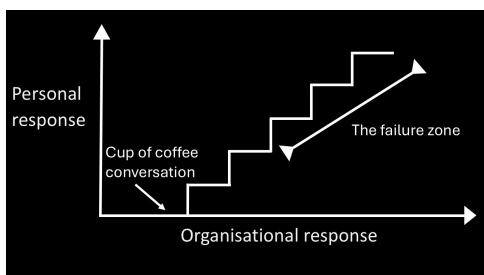 Personal
response
Cup of coffee
conversation
The failure zone
Organisational response